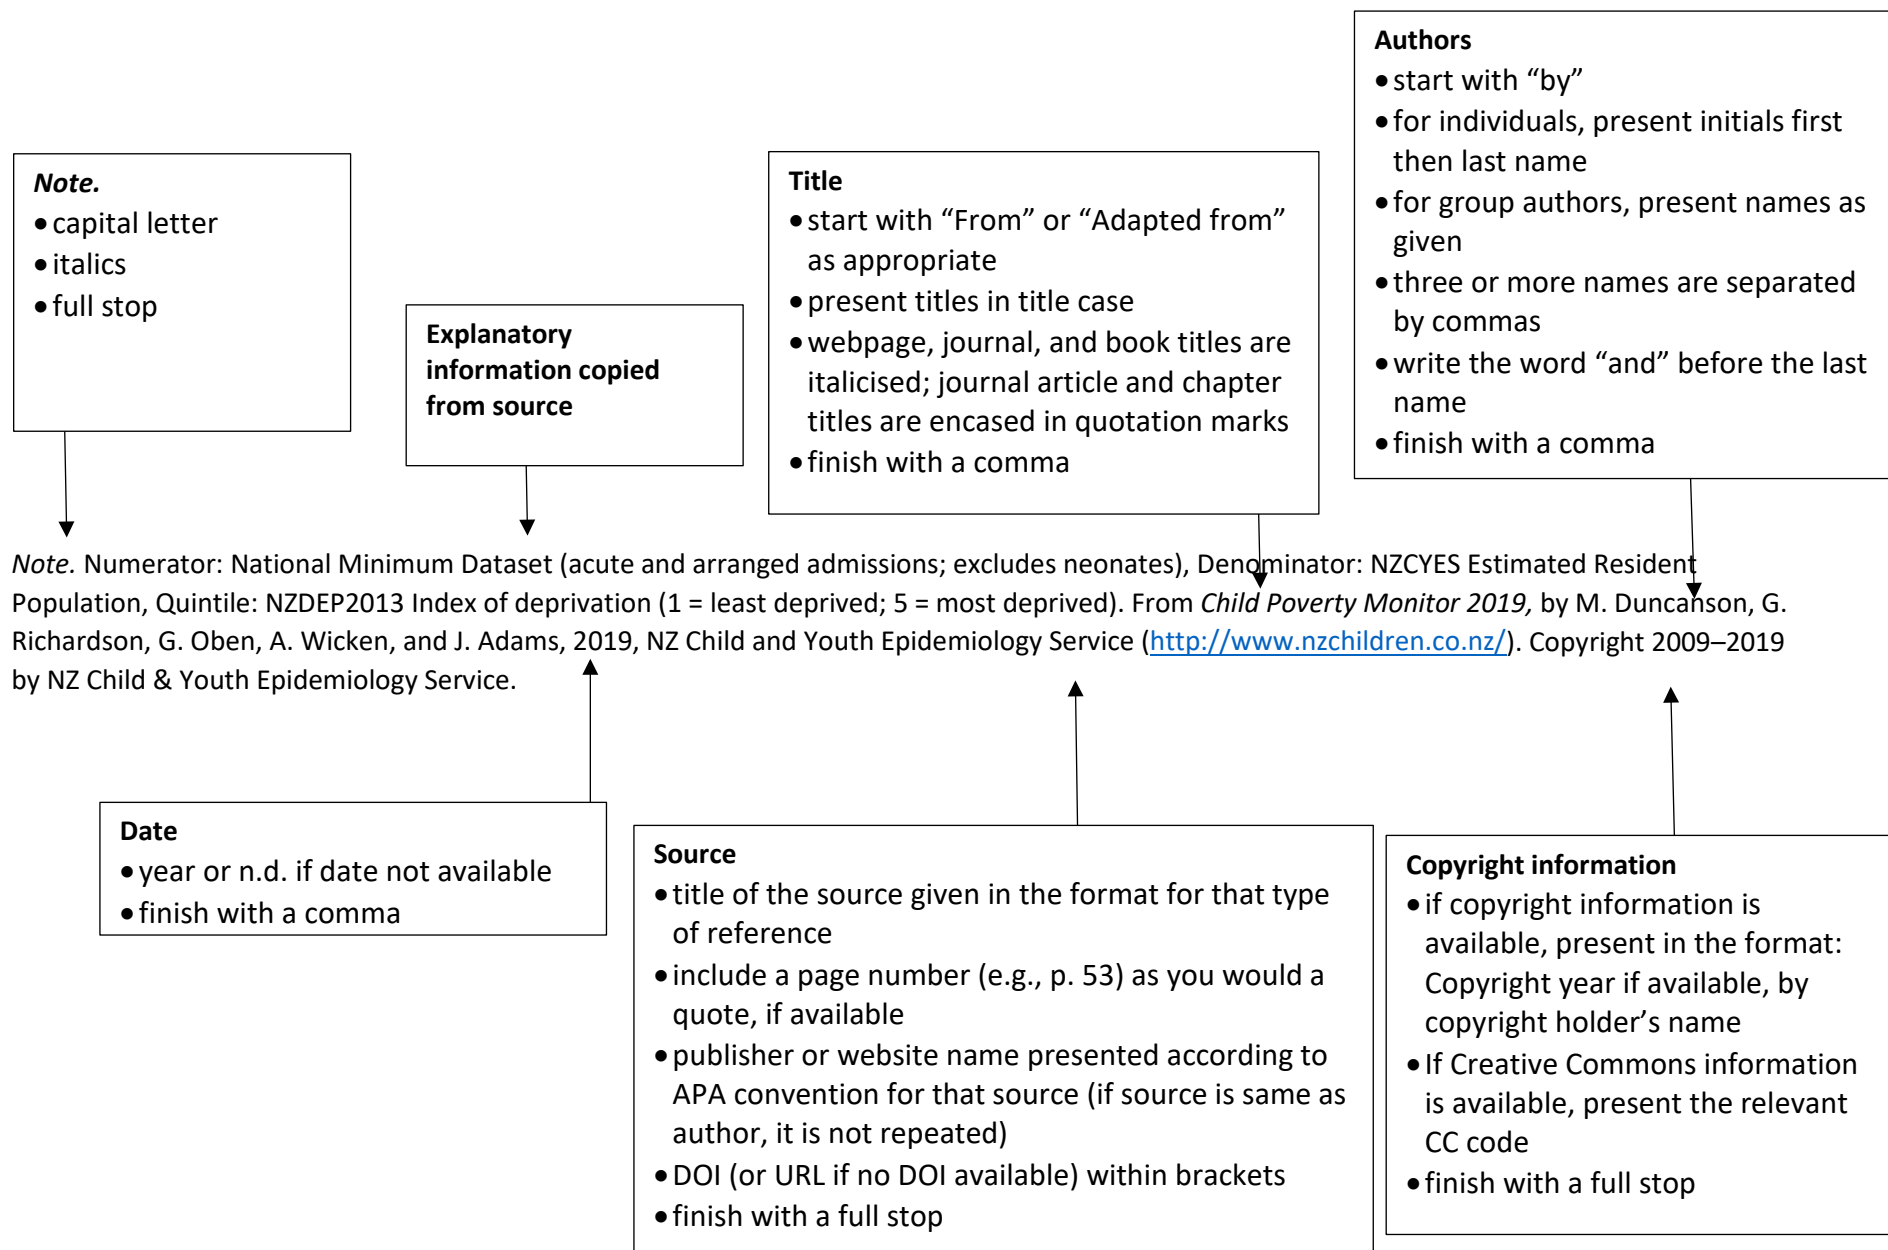 Authors
• start with “by”
• for individuals, present initials first
then last name
• for group authors, present names as
given
• three or more names are separated
by commas
• write the word “and” before the last
name
• finish with a comma
Note.
• capital letter
• italics
• full stop
Explanatory
information copied
from source
Title
• start with “From” or “Adapted from”
as appropriate
• present titles in title case
• webpage, journal, and book titles are
italicised; journal article and chapter
titles are encased in quotation marks
• finish with a comma
Note. Numerator: National Minimum Dataset (acute and arranged admissions; excludes neonates), Denominator: NZCYES Estimated Resident
Population, Quintile: NZDEP2013 Index of deprivation (1 = least deprived; 5 = most deprived). From Child Poverty Monitor 2019, by M. Duncanson, G.
Richardson, G. Oben, A. Wicken, and J. Adams, 2019, NZ Child and Youth Epidemiology Service (http://www.nzchildren.co.nz/). Copyright 2009–2019
by NZ Child & Youth Epidemiology Service.
Date
• year or n.d. if date not available
• finish with a comma
Source
• title of the source given in the format for that type
of reference
• include a page number (e.g., p. 53) as you would a
quote, if available
• publisher or website name presented according to
APA convention for that source (if source is same as
author, it is not repeated)
• DOI (or URL if no DOI available) within brackets
• finish with a full stop
Copyright information
• if copyright information is
available, present in the format:
Copyright year if available, by
copyright holder’s name
• If Creative Commons information
is available, present the relevant
CC code
• finish with a full stop